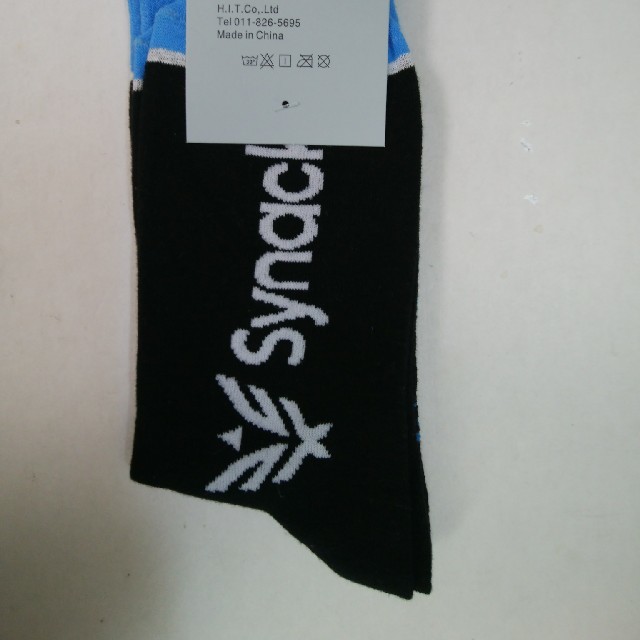 H.I.T.Co,.Ltd
Tel 011-826-5695
Made in China
Synack